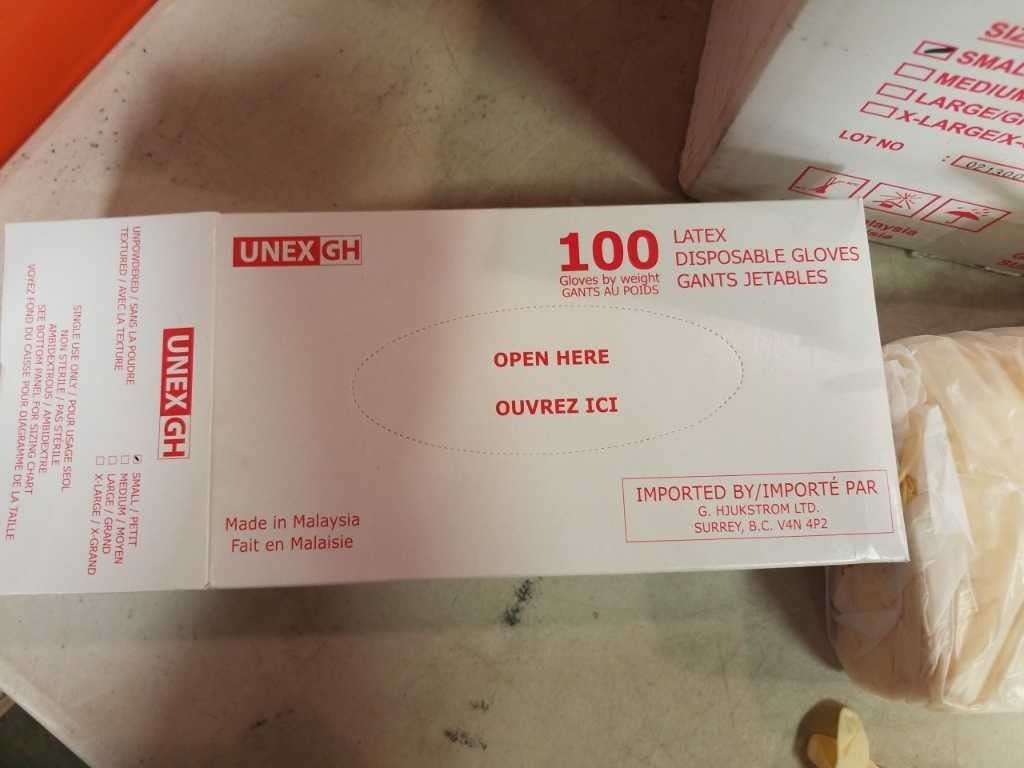 UNEX GH
100
Gloves by weight
GANTS AU POIDS
LATEX
DISPOSABLE GLOVES
GANTS JETABLES
OPEN HERE
OUVREZ ICI
Made in Malaysia
Fait en Malaisie
IMPORTED BY/IMPORTÉ PAR
G. HJUKSTROM LTD.
SURREY, B.C. V4N 4P2
UNEX GH
UNPOWDERED / SANS LA POUDRE
TEXTURED / AVEC LA TEXTURE
SMALL / PETIT
MEDIUM / MOYEN
LARGE / GRAND
X-LARGE / X-GRAND
SINGLE USE ONLY / POUR USAGE SEOL
NON STERILE / PAS STÉRILE
AMBIDEXTROUS / AMBIDEXTRE
SEE BOTTOM PANEL FOR SIZING CHART
VOYEZ FOND DU CAISSE POUR DIAGRAMME DE LA TAILLE
MEDIUM
LARGE/
X-LARGE/
LOT NO :